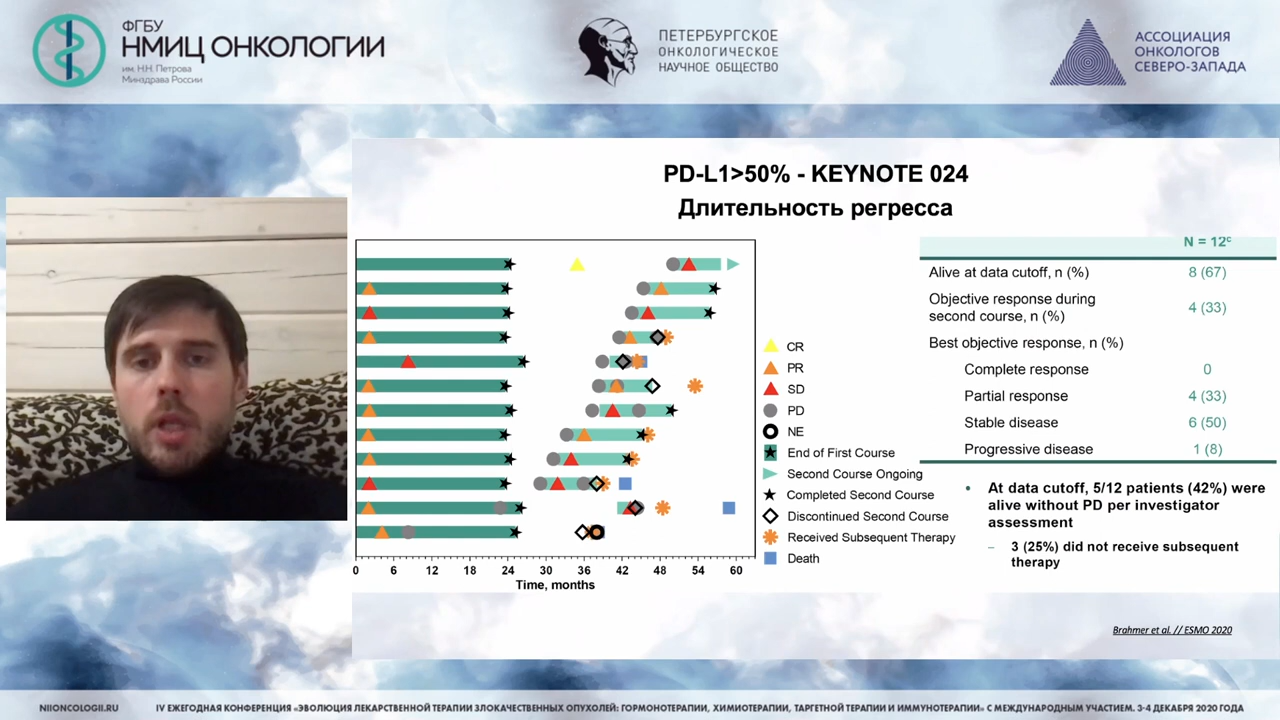 ФГБУ
НМИЦ ОНКОЛОГИИ
им. Н.Н. Петрова
Минздрава России
ПЕТЕРБУРГСКОЕ
ОНКОЛОГИЧЕСКОЕ
НАУЧНОЕ ОБЩЕСТВО
АССОЦИАЦИЯ
ОНКОЛОГОВ
СЕВЕРО-ЗАПАДА
PD-L1>50% - KEYNOTE 024
Длительность регресса
CR
PR
SD
PD
NE
End of First Course
Second Course Ongoing
Completed Second Course
Discontinued Second Course
Received Subsequent Therapy
Death
0 6 12 18 24 30 36 42 48 54 60
Time, months
N = 12ᶜ
Alive at data cutoff, n (%) 8 (67)
Objective response during
second course, n (%) 4 (33)
Best objective response, n (%)
Complete response 0
Partial response 4 (33)
Stable disease 6 (50)
Progressive disease 1 (8)
• At data cutoff, 5/12 patients (42%) were
alive without PD per investigator
assessment
– 3 (25%) did not receive subsequent
therapy
Brahmer et al. // ESMO 2020
NIIONCOLOGII.RU
IV ЕЖЕГОДНАЯ КОНФЕРЕНЦИЯ «ЭВОЛЮЦИЯ ЛЕКАРСТВЕННОЙ ТЕРАПИИ ЗЛОКАЧЕСТВЕННЫХ ОПУХОЛЕЙ: ГОРМОНОТЕРАПИИ, ХИМИОТЕРАПИИ, ТАРГЕТНОЙ ТЕРАПИИ И ИММУНОТЕРАПИИ» С МЕЖДУНАРОДНЫМ УЧАСТИЕМ. 3-4 ДЕКАБРЯ 2020 ГОДА